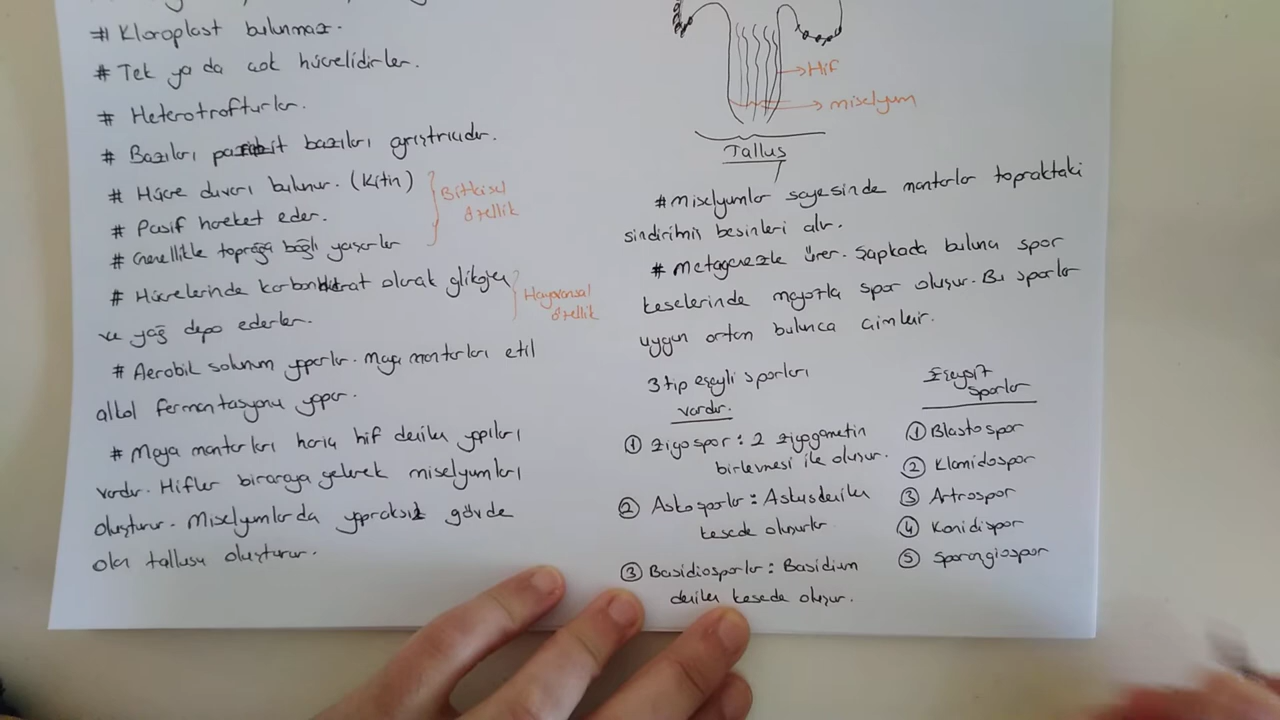 # Kloroplast bulunmaz.
# Tek ya da çok hücrelidirler.
# Heterotrofturlar.
# Bazıları parazit bazıları ayrıştırıcıdır.
# Hücre duvarı bulunur. (Kitin)
# Pasif hareket eder.
# Genellikle toprağa bağlı yaşarlar
Bitkisel
özellik
# Hücrelerinde karbonhidrat olarak glikojen
ve yağ depo ederler.
Hayvansal
özellik
# Aerobik solunum yaparlar. Maya mantarları etil
alkol fermantasyonu yapar.
# Maya mantarları hariç hif denilen yapıları
vardır. Hifler biraraya gelerek miselyumları
oluşturur. Miselyumlarda yapraksız gövde
olan tallusu oluşturur.
Hif
miselyum
Tallus
# miselyumlar sayesinde mantarlar topraktaki
sindirilmiş besinleri alır.
# metagenezle ürer. Şapkada buluna spor
keselerinde mayozla spor oluşur. Bu sporlar
uygun ortam bulunca çimlenir.
3 tip eşeyli sporları
vardır.
① Zigospor : 2 zigogametin
birleşmesi ile oluşur.
② Askosporlar : Askus denilen
kesede oluşurlar
③ Basidiosporlar : Basidium
denilen kesede oluşur.
Eşeysiz
sporlar
① Blastospor
② Klamidospor
③ Artrospor
④ Konidispor
⑤ Sporangiospor